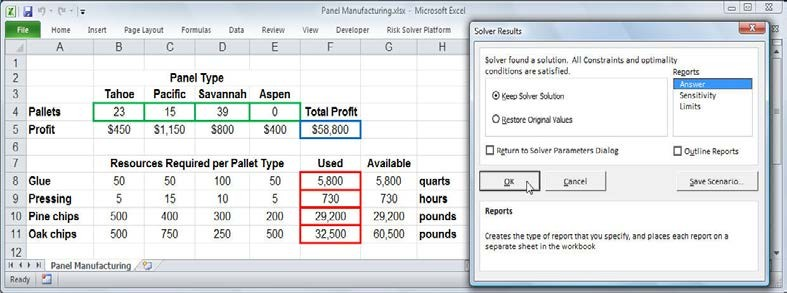 Panel Manufacturing.xlsx - Microsoft Excel
File Home Insert Page Layout Formulas Data Review View Developer Risk Solver Platform
A B C D E F G H
1
2 Panel Type
3 Tahoe Pacific Savannah Aspen
4 Pallets 23 15 39 0 Total Profit
5 Profit $450 $1,150 $800 $400 $58,800
6
7 Resources Required per Pallet Type Used Available
8 Glue 50 50 100 50 5,800 5,800 quarts
9 Pressing 5 15 10 5 730 730 hours
10 Pine chips 500 400 300 200 29,200 29,200 pounds
11 Oak chips 500 750 250 500 32,500 60,500 pounds
12
Panel Manufacturing
Ready
Solver Results
Solver found a solution. All Constraints and optimality
conditions are satisfied.
Reports
Keep Solver Solution
Restore Original Values
Answer
Sensitivity
Limits
Return to Solver Parameters Dialog
Outline Reports
OK Cancel Save Scenario...
Reports
Creates the type of report that you specify, and places each report on
a separate sheet in the workbook